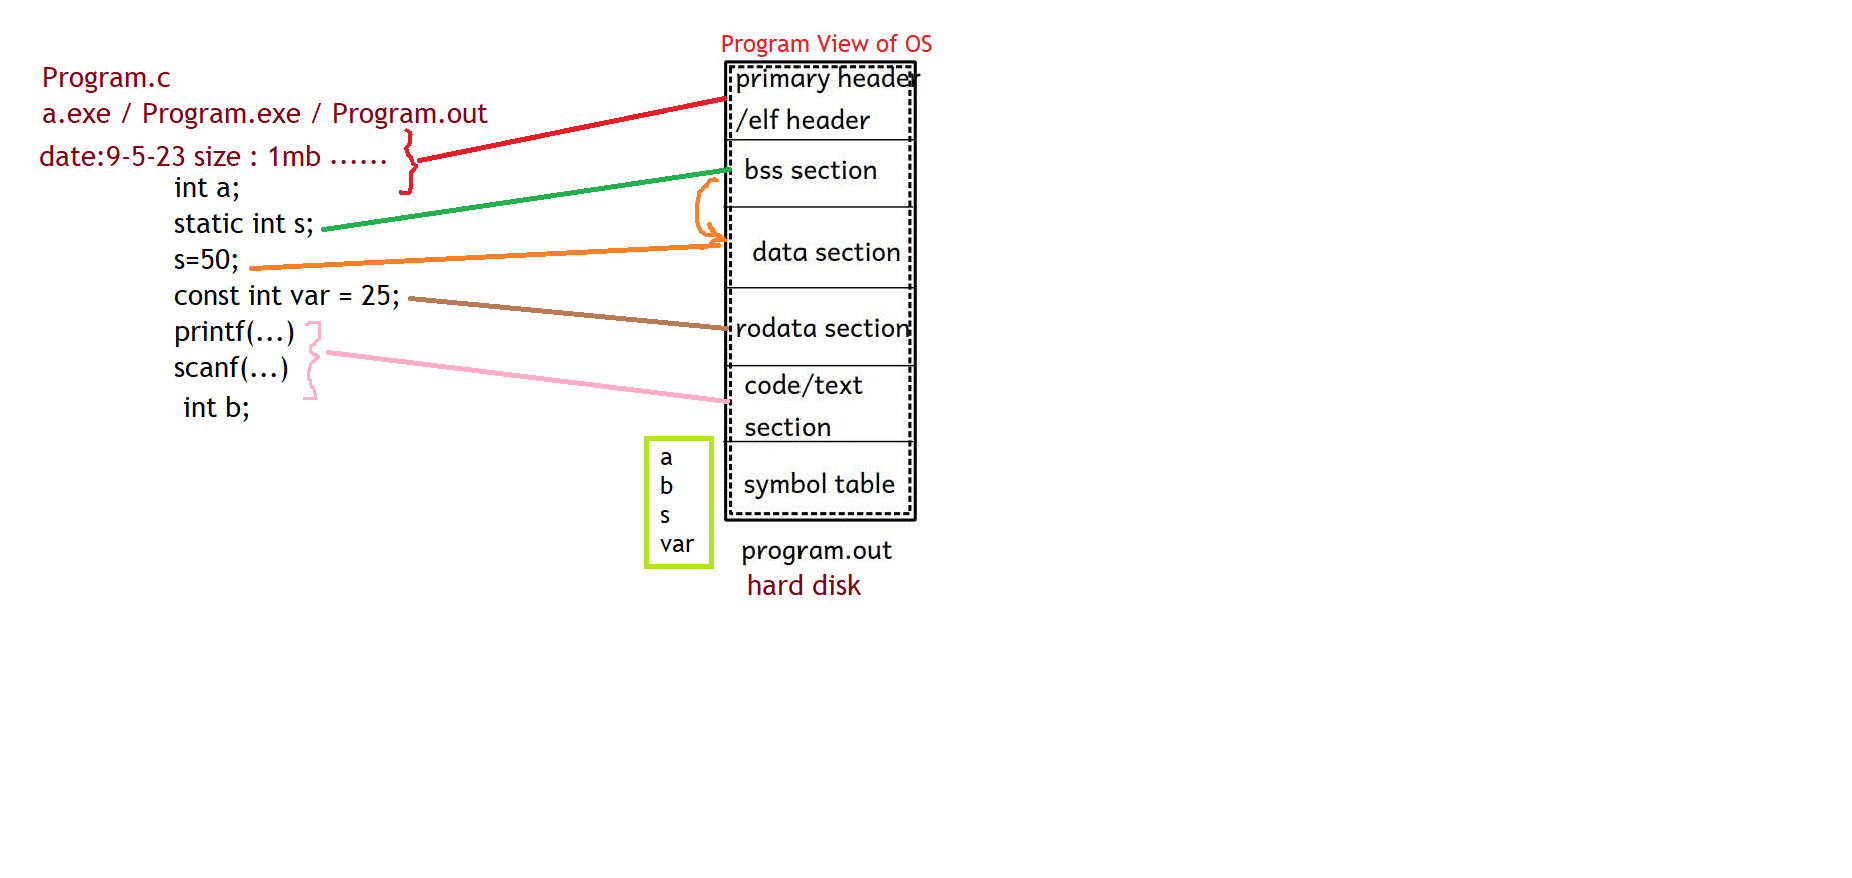 Program View of OS
Program.c
a.exe / Program.exe / Program.out
date:9-5-23 size : 1mb ......
int a;
static int s;
s=50;
const int var = 25;
printf(...)
scanf(...)
int b;
primary header
/elf header
bss section
data section
rodata section
code/text
section
symbol table
a
b
s
var
program.out
hard disk